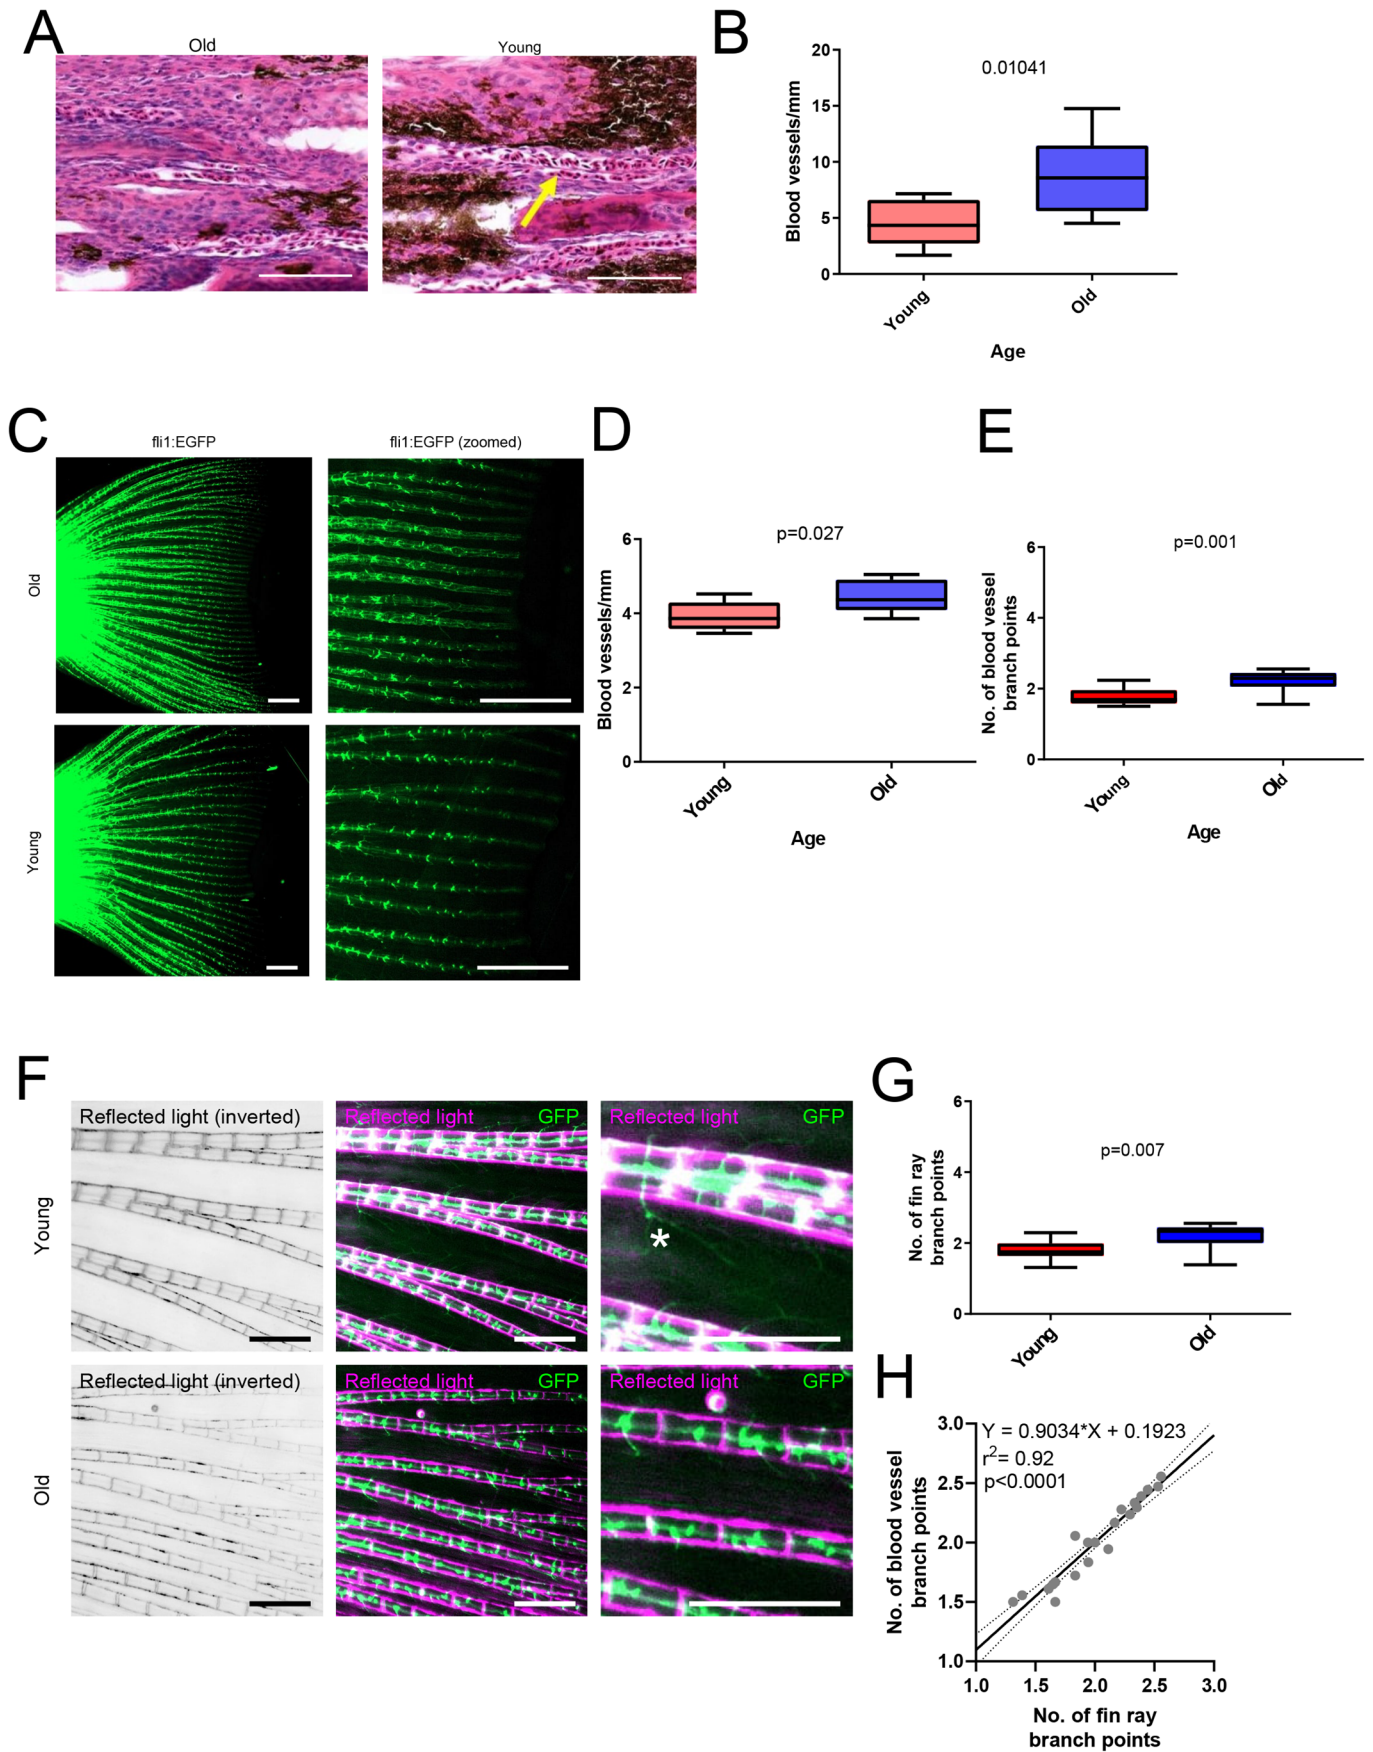 A
Old
Young
B
20
15
10
5
0
Blood vessels/mm
0.01041
Young
Old
Age
C
fli1:EGFP
fli1:EGFP (zoomed)
Old
Young
D
6
4
2
0
Blood vessels/mm
p=0.027
Young
Old
Age
E
6
4
2
0
No. of blood vessel
branch points
p=0.001
Young
Old
Age
F
Young
Reflected light (inverted)
Reflected light GFP
Reflected light GFP
*
Old
Reflected light (inverted)
Reflected light GFP
Reflected light GFP
G
6
4
2
0
No. of fin ray
branch points
p=0.007
Young
Old
H
3.0
2.5
2.0
1.5
1.0
No. of blood vessel
branch points
Y = 0.9034*X + 0.1923
r²= 0.92
p<0.0001
1.0 1.5 2.0 2.5 3.0
No. of fin ray
branch points